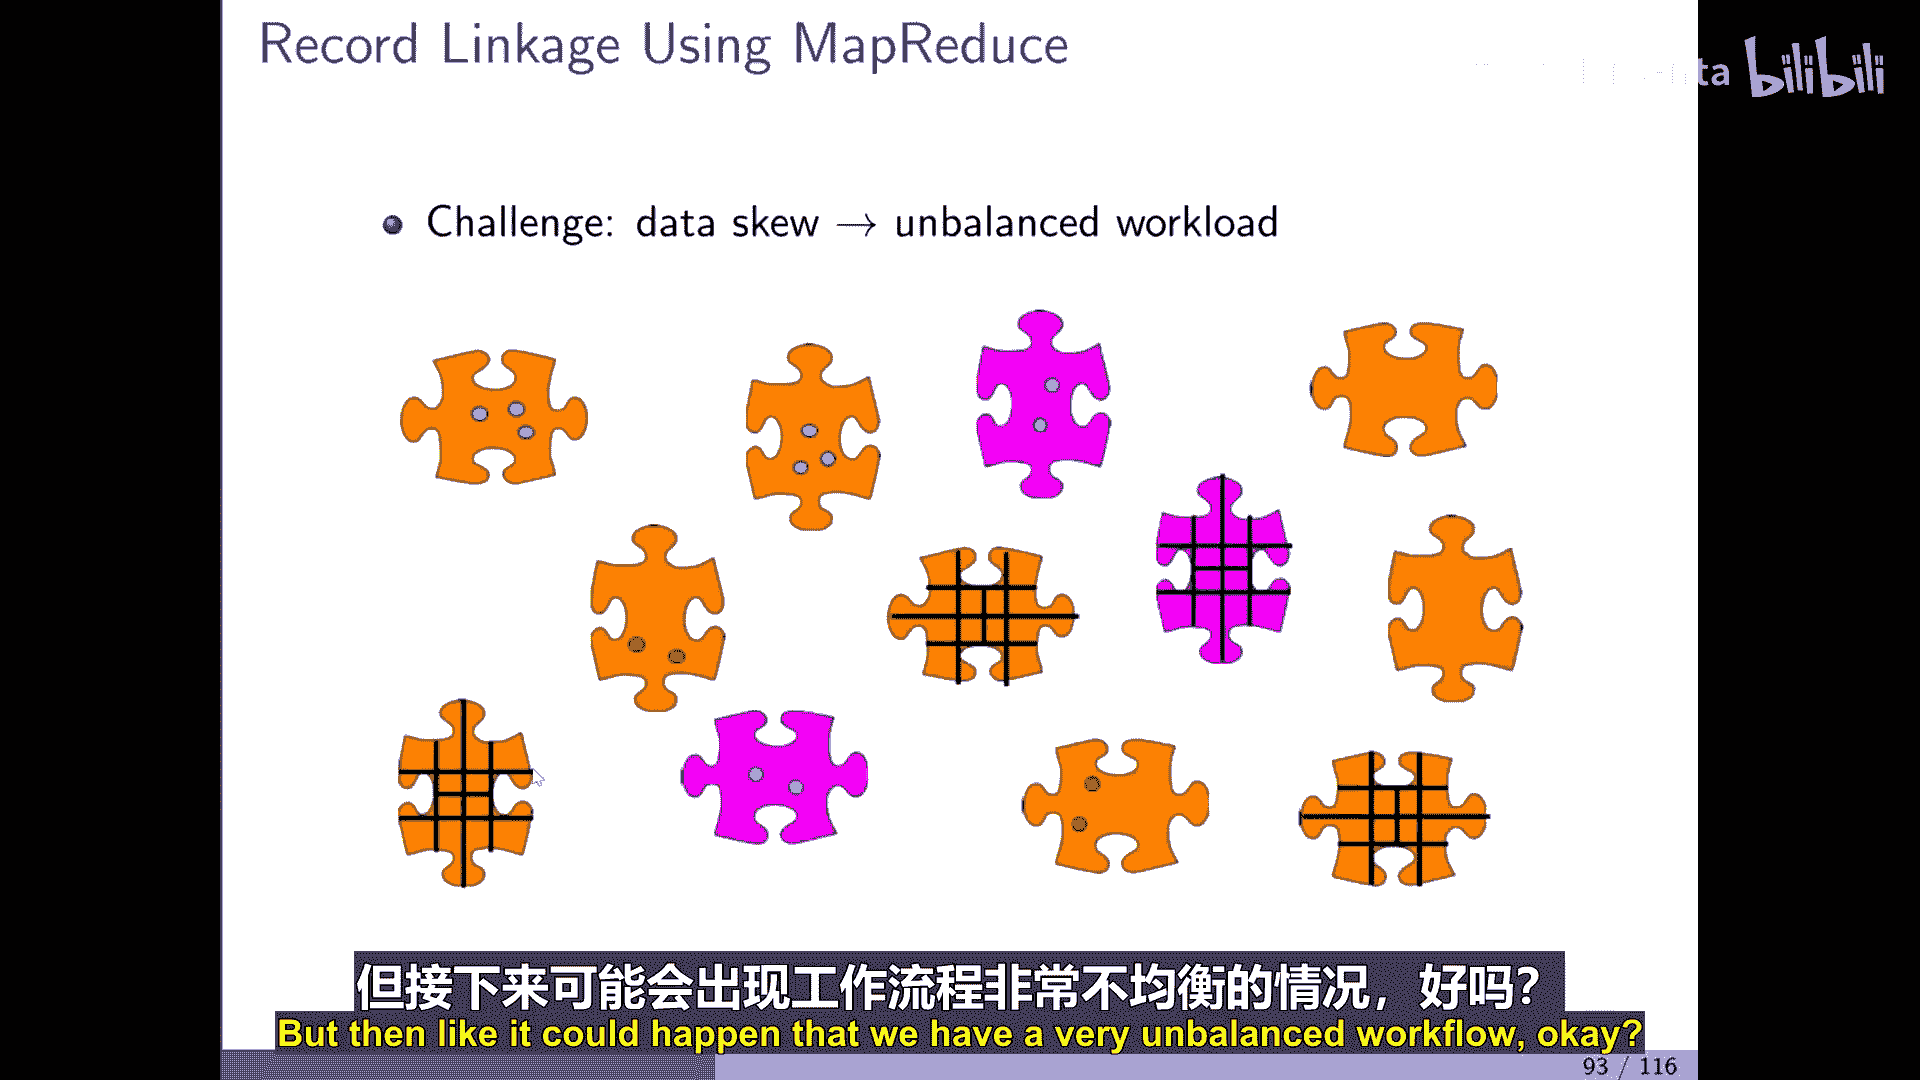 Record Linkage Using MapReduce
bilibili
Challenge: data skew → unbalanced workload
但接下来可能会出现工作流程非常不均衡的情况，好吗？
But then like it could happen that we have a very unbalanced workflow, okay?
93 / 116